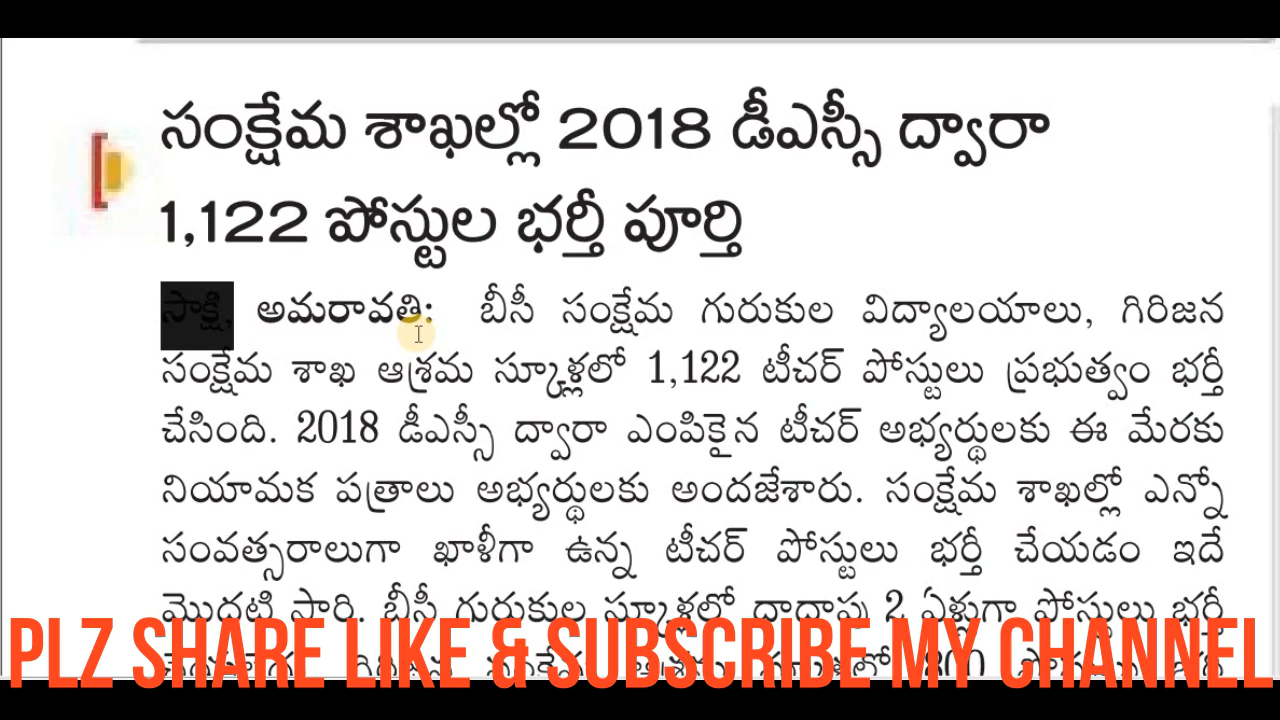 సంక్షేమ శాఖల్లో 2018 డీఎస్సీ ద్వారా
1,122 పోస్టుల భర్తీ పూర్తి
సాక్షి, అమరావతి: బీసీ సంక్షేమ గురుకుల విద్యాలయాలు, గిరిజన
సంక్షేమ శాఖ ఆశ్రమ స్కూళ్లలో 1,122 టీచర్ పోస్టులు ప్రభుత్వం భర్తీ
చేసింది. 2018 డీఎస్సీ ద్వారా ఎంపికైన టీచర్ అభ్యర్థులకు ఈ మేరకు
నియామక పత్రాలు అభ్యర్థులకు అందజేశారు. సంక్షేమ శాఖల్లో ఎన్నో
సంవత్సరాలుగా ఖాళీగా ఉన్న టీచర్ పోస్టులు భర్తీ చేయడం ఇదే
మొదటి సారి. బీసీ గురుకుల స్కూళ్లలో దాదాపు 2 ఏళ్లుగా పోస్టులు భర్తీ
PLZ SHARE LIKE & SUBSCRIBE MY CHANNEL